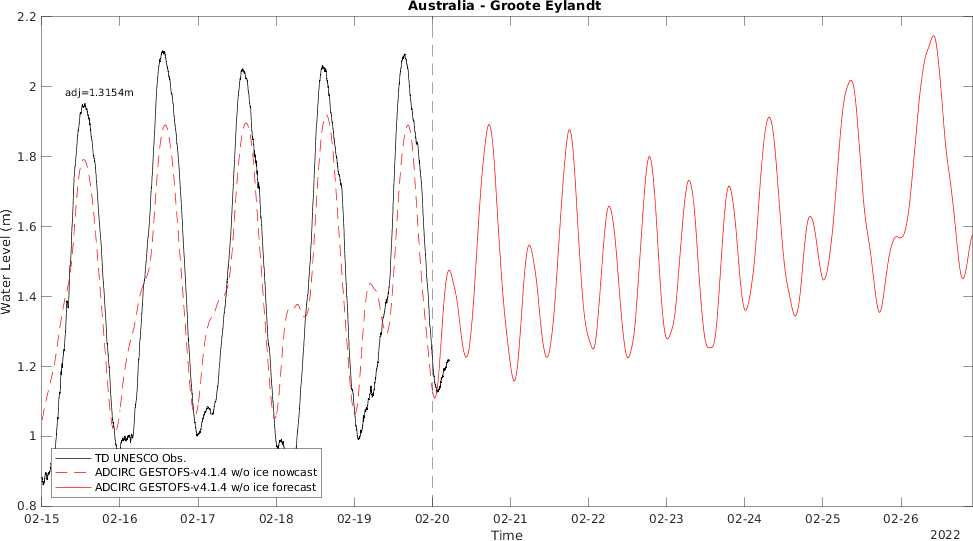 Australia - Groote Eylandt
2.2
2
1.8
1.6
1.4
1.2
1
0.8
Water Level (m)
adj=1.3154m
TD UNESCO Obs.
ADCIRC GESTOFS-v4.1.4 w/o ice nowcast
ADCIRC GESTOFS-v4.1.4 w/o ice forecast
02-15 02-16 02-17 02-18 02-19 02-20 02-21 02-22 02-23 02-24 02-25 02-26
Time
2022